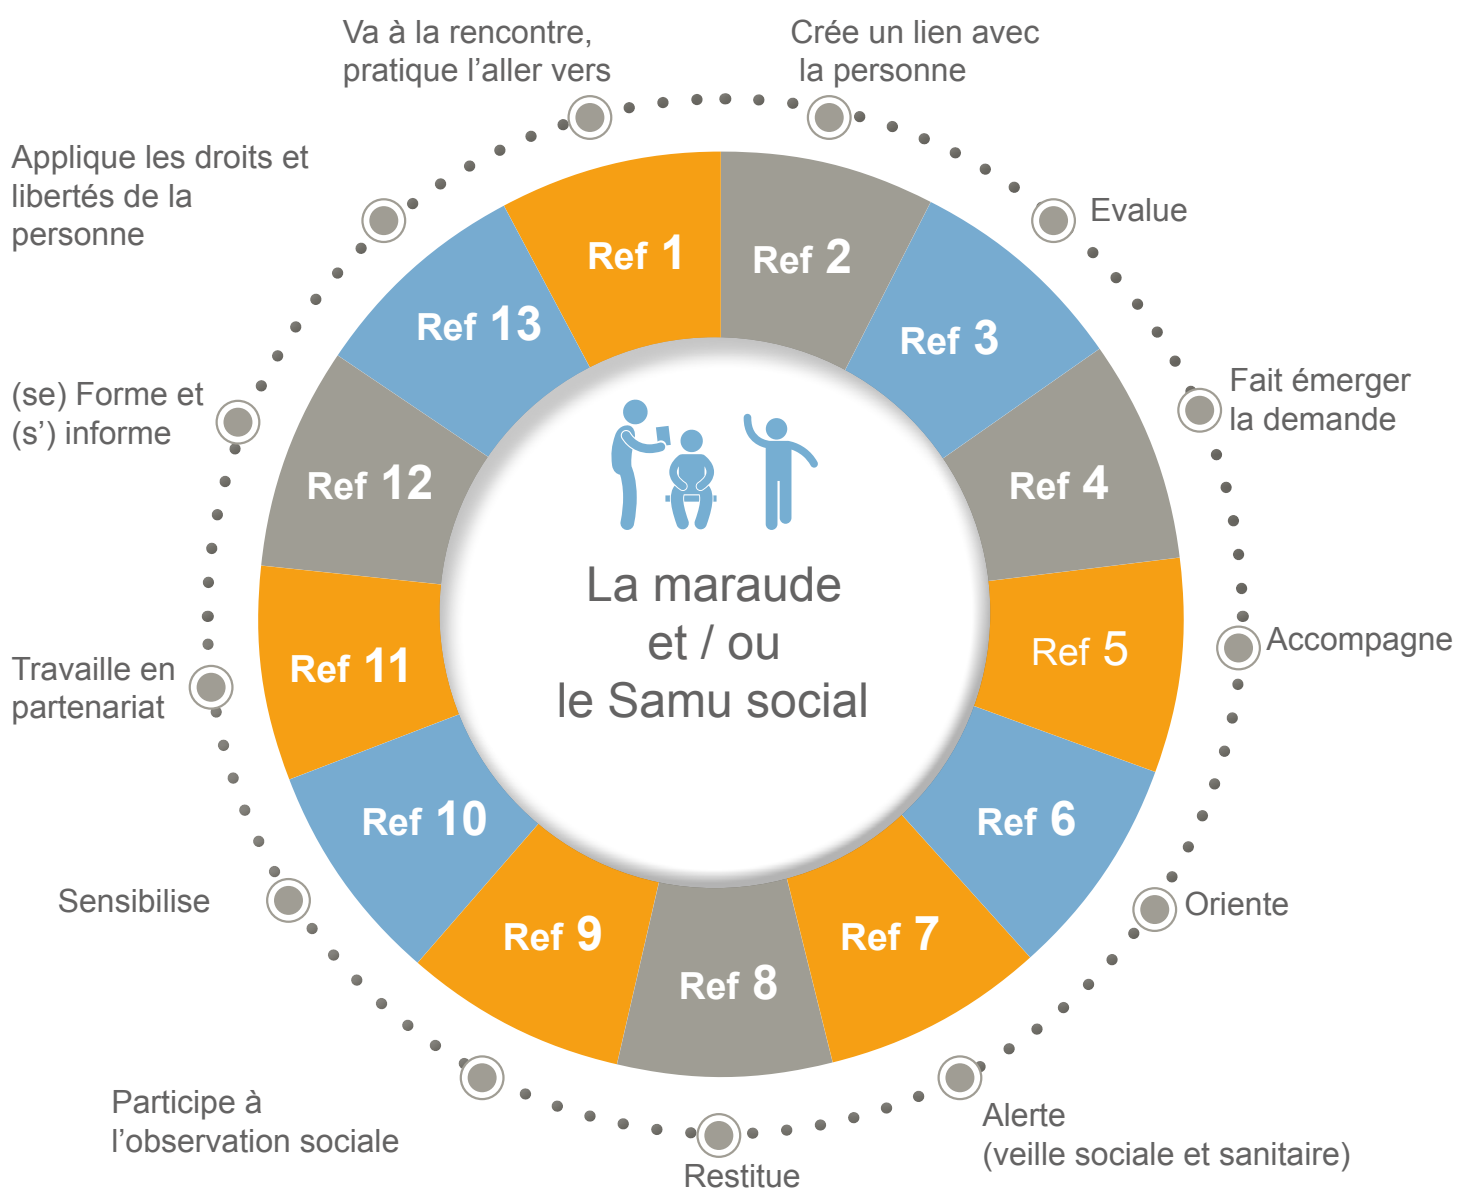 Va à la rencontre,
pratique l’aller vers
Crée un lien avec
la personne
Evalue
Fait émerger
la demande
Accompagne
Oriente
Alerte
(veille sociale et sanitaire)
Restitue
Participe à
l’observation sociale
Sensibilise
Travaille en
partenariat
(se) Forme et
(s’) informe
Applique les droits et
libertés de la
personne
Ref 1
Ref 2
Ref 3
Ref 4
Ref 5
Ref 6
Ref 7
Ref 8
Ref 9
Ref 10
Ref 11
Ref 12
Ref 13
La maraude
et / ou
le Samu social